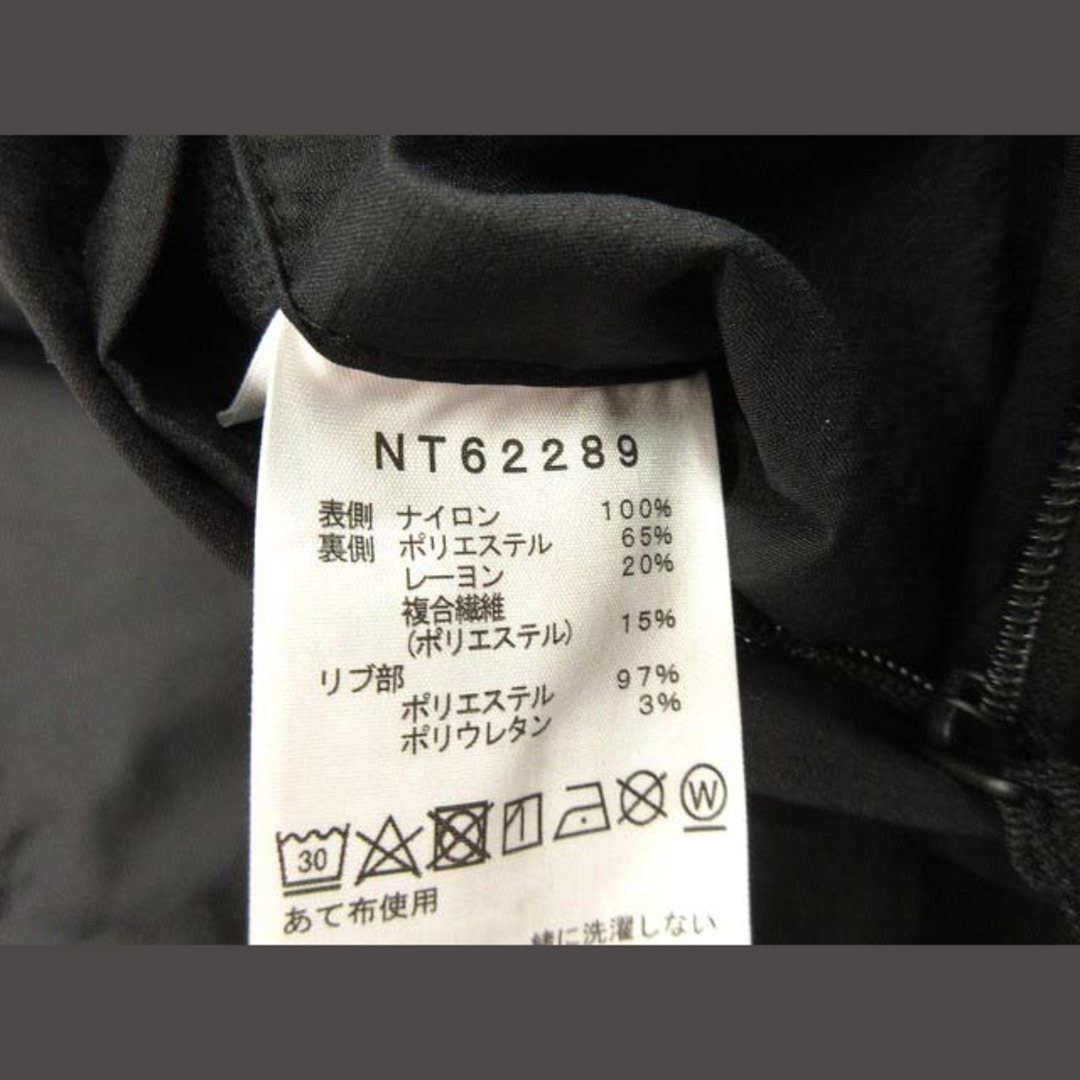 NT62289
表側 ナイロン 100%
裏側 ポリエステル 65%
レーヨン 20%
複合繊維
(ポリエステル) 15%
リブ部
ポリエステル 97%
ポリウレタン 3%
30 W
あて布使用
緒に洗濯しない